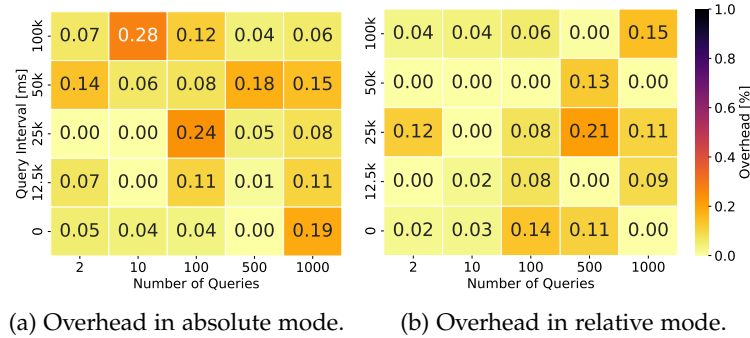 100k 0.07 0.28 0.12 0.04 0.06
50k 0.14 0.06 0.08 0.18 0.15
25k 0.00 0.00 0.24 0.05 0.08
12.5k 0.07 0.00 0.11 0.01 0.11
0 0.05 0.04 0.04 0.00 0.19
2 10 100 500 1000
Number of Queries
Query Interval [ms]
(a) Overhead in absolute mode.
100k 0.04 0.04 0.06 0.00 0.15
50k 0.00 0.00 0.00 0.13 0.00
25k 0.12 0.00 0.08 0.21 0.11
12.5k 0.00 0.02 0.08 0.00 0.09
0 0.02 0.03 0.14 0.11 0.00
2 10 100 500 1000
Number of Queries
(b) Overhead in relative mode.
1.0
0.8
0.6
0.4
0.2
0.0
Overhead [%]